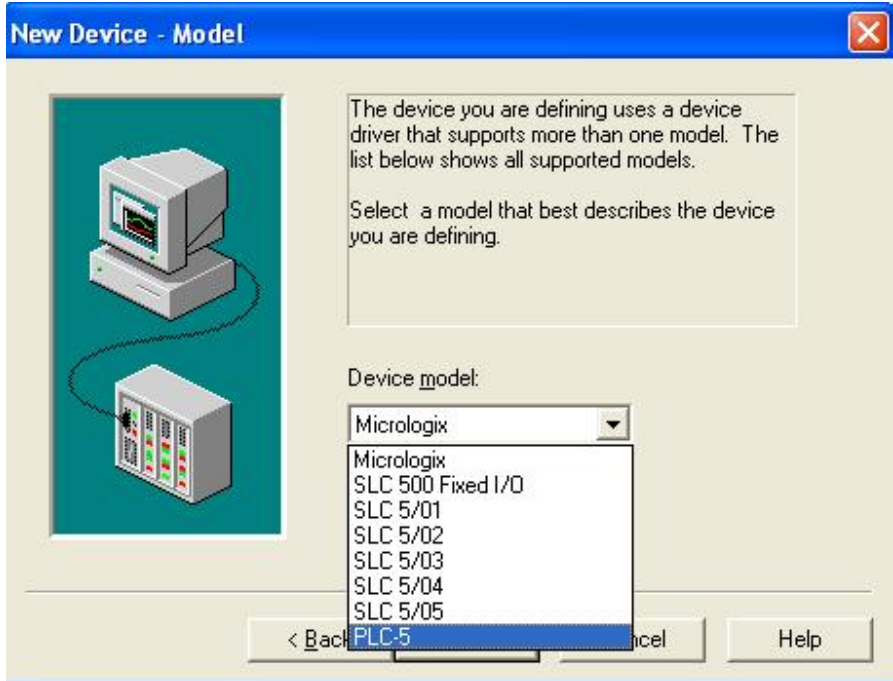 New Device - Model
The device you are defining uses a device
driver that supports more than one model.  The
list below shows all supported models.
Select  a model that best describes the device
you are defining.
Device model:
Micrologix
Micrologix
SLC 500 Fixed I/O
SLC 5/01
SLC 5/02
SLC 5/03
SLC 5/04
SLC 5/05
PLC-5
< Back
Help